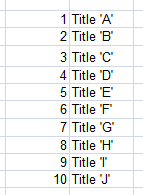 1 Title 'A'
2 Title 'B'
3 Title 'C'
4 Title 'D'
5 Title 'E'
6 Title 'F'
7 Title 'G'
8 Title 'H'
9 Title 'I'
10 Title 'J'